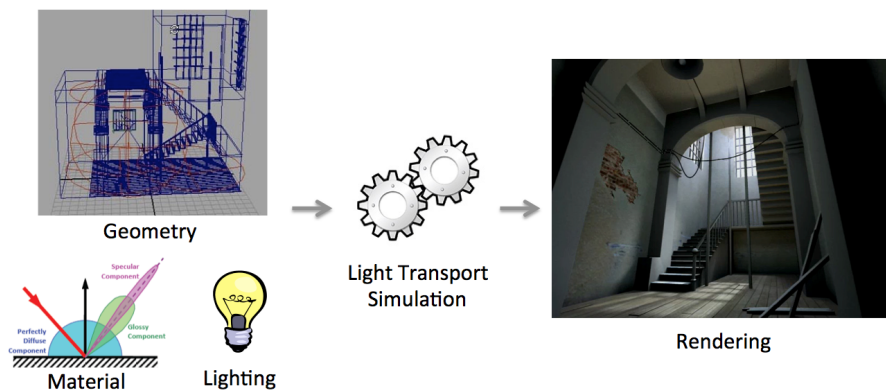 Geometry
Specular
Component
Glossy
Component
Perfectly
Diffuse
Component
Material
Lighting
Light Transport
Simulation
Rendering